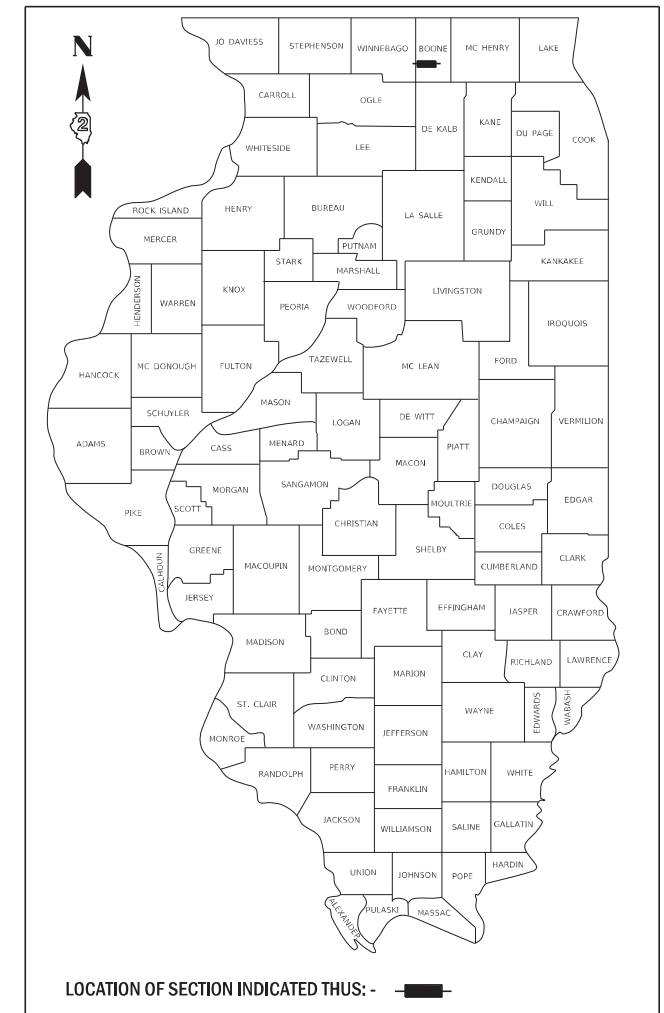 JO DAVIESS STEPHENSON WINNEBAGO BOONE MC HENRY LAKE
N
CARROLL OGLE
2
DE KALB KANE DU PAGE COOK
WHITESIDE LEE
KENDALL
WILL
ROCK ISLAND HENRY BUREAU LA SALLE
GRUNDY
MERCER PUTNAM
STARK KANKAKEE
MARSHALL
HENDERSON WARREN KNOX LIVINGSTON
PEORIA WOODFORD
IROQUOIS
TAZEWELL FORD
HANCOCK MC DONOUGH FULTON MC LEAN
MASON
SCHUYLER DE WITT
LOGAN CHAMPAIGN VERMILION
ADAMS MENARD PIATT
BROWN CASS
MACON
SANGAMON DOUGLAS
MORGAN MOULTRIE EDGAR
SCOTT
PIKE CHRISTIAN COLES
GREENE SHELBY
CALHOUN MACOUPIN MONTGOMERY CUMBERLAND CLARK
JERSEY
FAYETTE EFFINGHAM JASPER CRAWFORD
BOND
MADISON
CLAY RICHLAND LAWRENCE
CLINTON MARION
ST. CLAIR WAYNE EDWARDS WABASH
WASHINGTON JEFFERSON
MONROE
PERRY HAMILTON WHITE
RANDOLPH
FRANKLIN
JACKSON GALLATIN
WILLIAMSON SALINE
HARDIN
UNION JOHNSON POPE
ALEXANDER PULASKI MASSAC
LOCATION OF SECTION INDICATED THUS: -